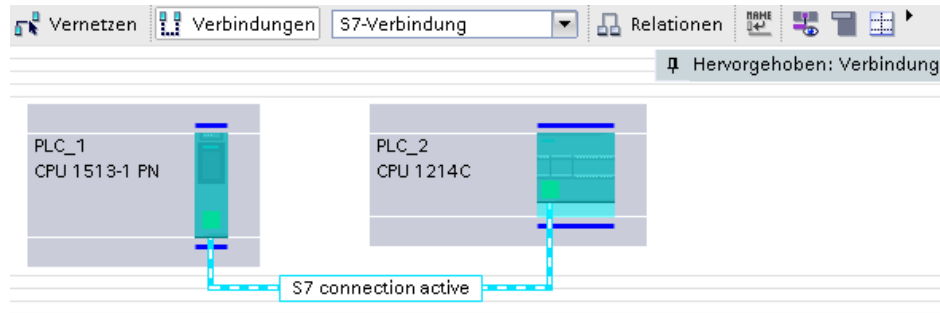 Vernetzen Verbindungen S7-Verbindung Relationen NAME
Hervorgehoben: Verbindung
PLC_1
CPU 1513-1 PN
PLC_2
CPU 1214C
S7 connection active